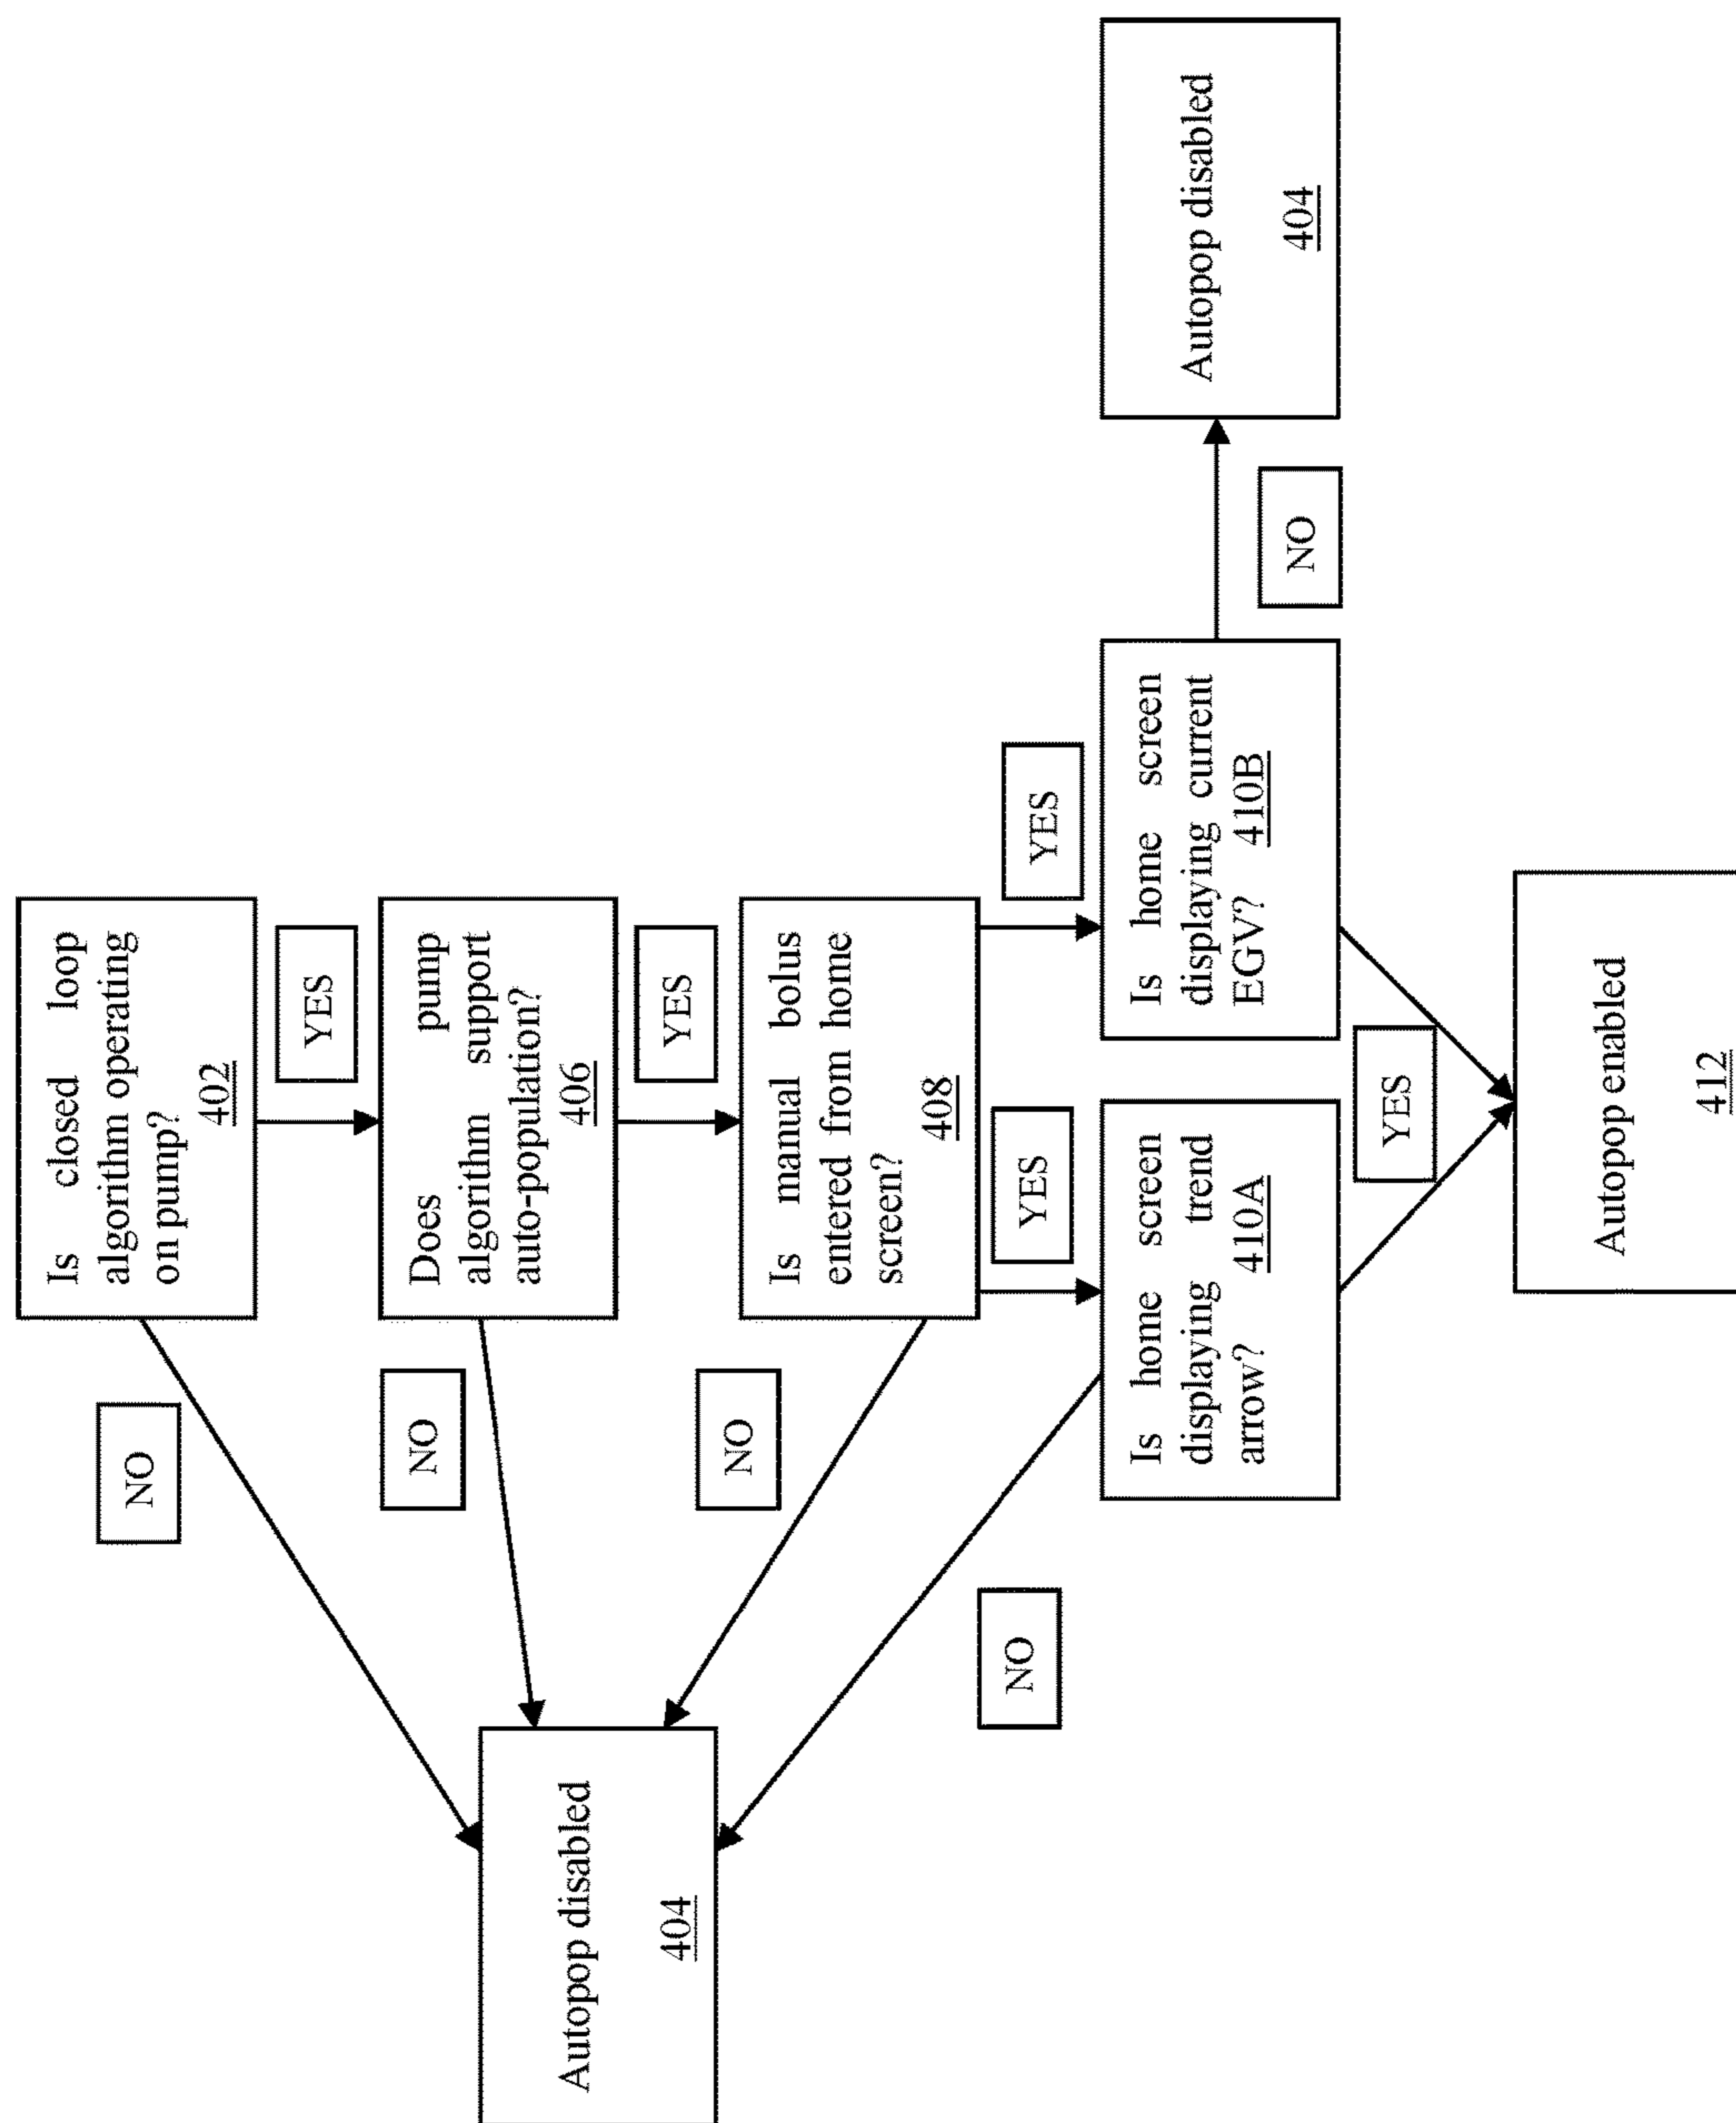 Is closed loop
algorithm operating
on pump?
402
NO
YES
Does pump
algorithm support
auto-population?
406
NO
YES
Autopop disabled
404
Is manual bolus
entered from home
screen?
408
NO
YES
YES
NO
Is home screen
displaying trend
arrow? 410A
Is home screen
displaying current
EGV? 410B
NO
Autopop disabled
404
YES
Autopop enabled
412